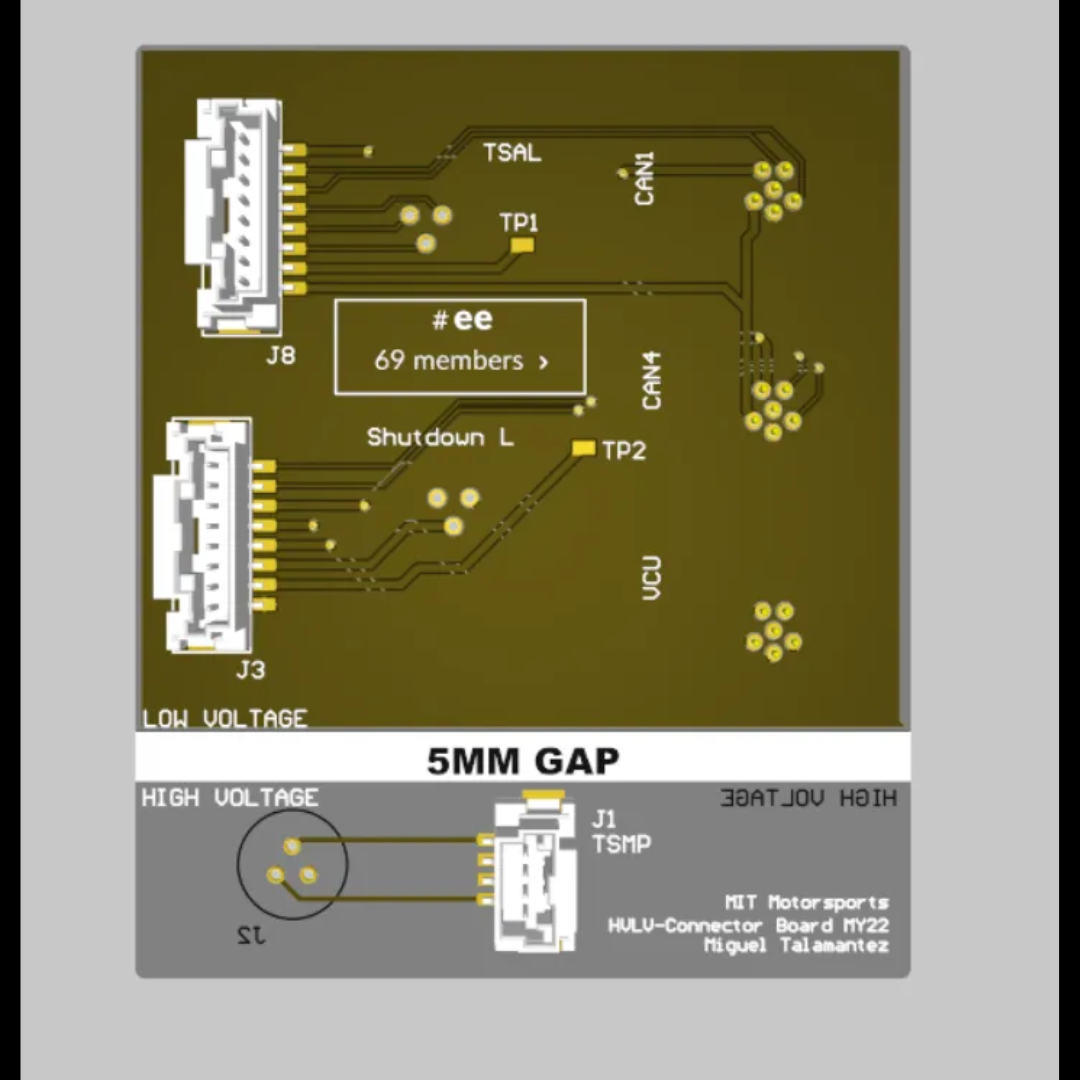 TSAL
CAN1
TP1
J8
#ee
69 members ›
CAN4
Shutdown L
TP2
VCU
J3
LOW VOLTAGE
5MM GAP
HIGH VOLTAGE
HIGH VOLTAGE
J1
TSMP
J2
MIT Motorsports
HVLV-Connector Board MY22
Miguel Talamantez